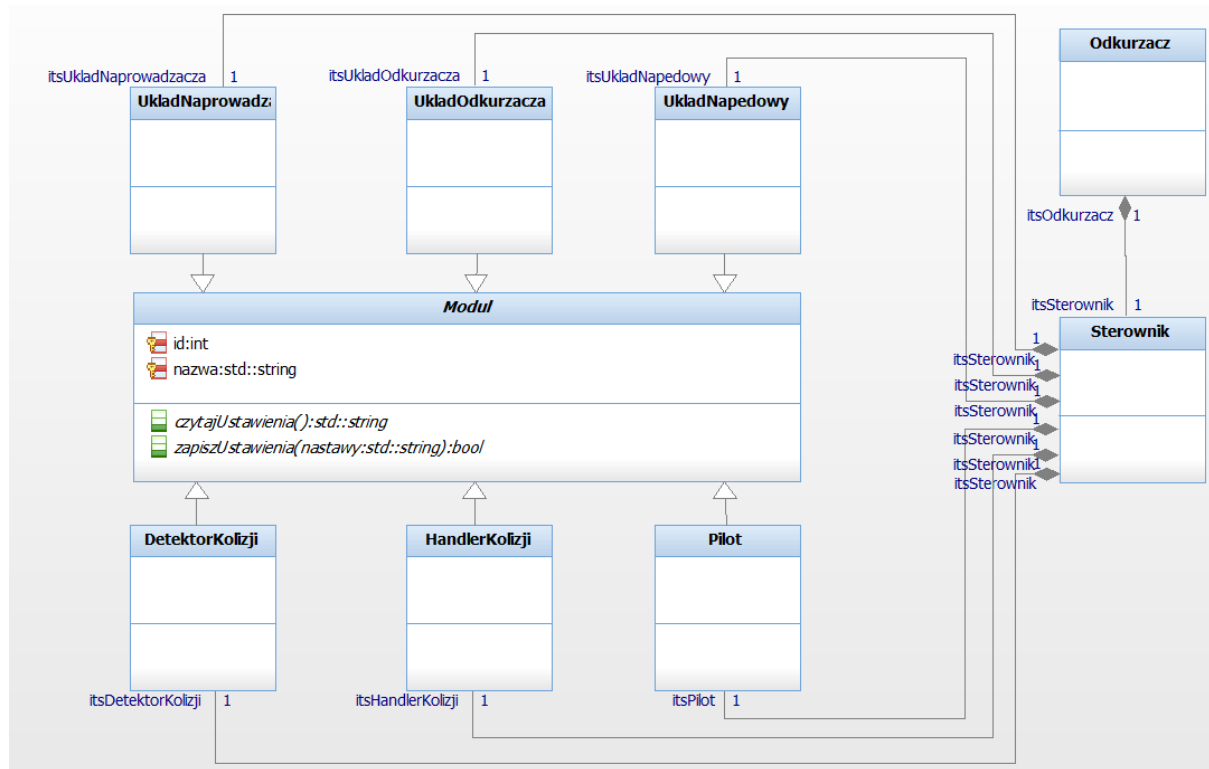 Odkurzacz
itsUkladNaprowadzacza 1
itsUkladOdkurzacza 1
itsUkladNapedowy 1
UkladNaprowadza
UkladOdkurzacza
UkladNapedowy
itsOdkurzacz 1
Modul
id:int
nazwa:std::string
czytajUstawienia():std::string
zapiszUstawienia(nastawy:std::string):bool
itsSterownik 1
Sterownik
1
itsSterownik
1
itsSterownik
1
itsSterownik
1
itsSterownik
1
itsSterownik
1
itsSterownik
DetektorKolizji
HandlerKolizji
Pilot
itsDetektorKolizji 1
itsHandlerKolizji 1
itsPilot 1